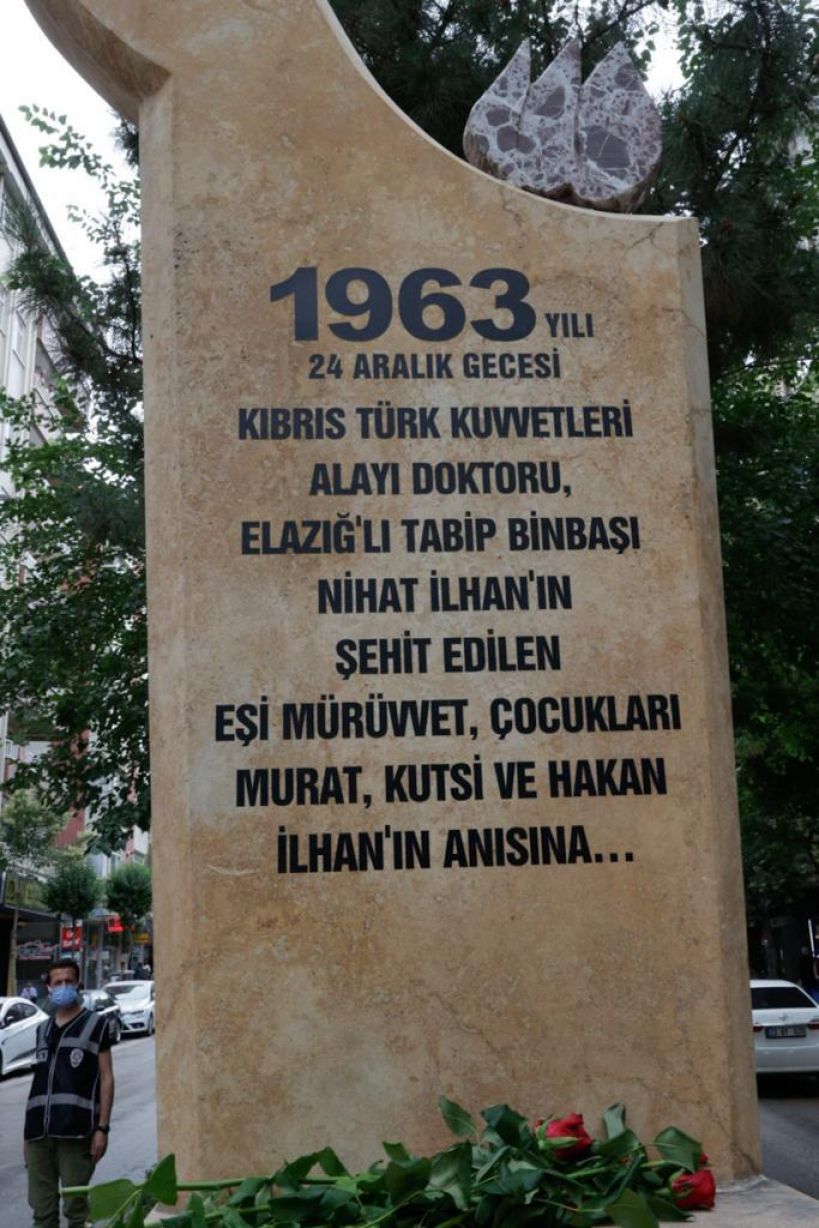 1963 YILI
24 ARALIK GECESİ
KIBRIS TÜRK KUVVETLERİ
ALAYI DOKTORU,
ELAZIĞ'LI TABİP BİNBAŞI
NİHAT İLHAN'IN
ŞEHİT EDİLEN
EŞİ MÜRÜVVET, ÇOCUKLARI
MURAT, KUTSİ VE HAKAN
İLHAN'IN ANISINA...